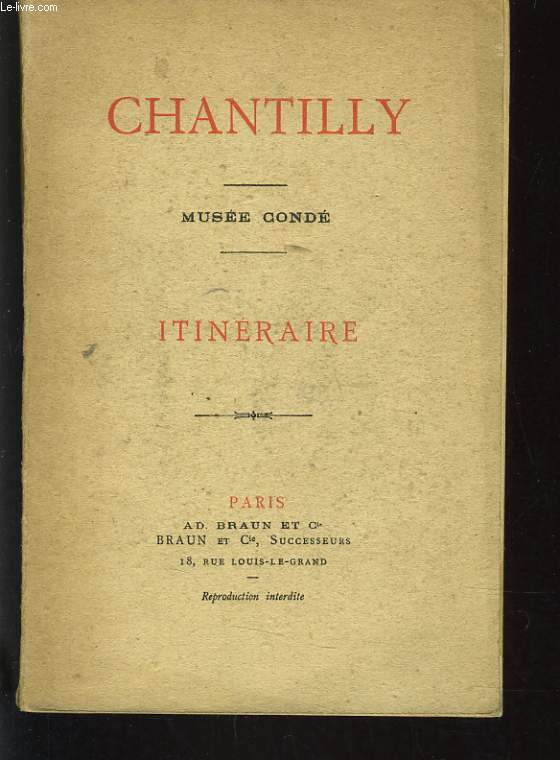 Le-livre.com
CHANTILLY
MUSÉE CONDÉ
ITINÉRAIRE
PARIS
AD. BRAUN ET Cie
BRAUN ET Cie, SUCCESSEURS
18, RUE LOUIS-LE-GRAND
Reproduction interdite